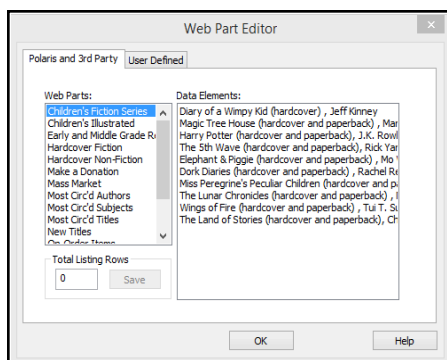 Web Part Editor
Polaris and 3rd Party
User Defined
Web Parts:
Children's Fiction Series
Children's Illustrated
Early and Middle Grade Re
Hardcover Fiction
Hardcover Non-Fiction
Make a Donation
Mass Market
Most Circ'd Authors
Most Circ'd Subjects
Most Circ'd Titles
New Titles
On-Order Items
Total Listing Rows
0
Save
Data Elements:
Diary of a Wimpy Kid (hardcover) , Jeff Kinney
Magic Tree House (hardcover and paperback) , Mar
Harry Potter (hardcover and paperback), J.K. Rowl
The 5th Wave (hardcover and paperback), Rick Yar
Elephant & Piggie (hardcover and paperback) , Mo
Dork Diaries (hardcover and paperback), Rachel Re
Miss Peregrine's Peculiar Children (hardcover and
The Lunar Chronicles (hardcover and paperback) ,
Wings of Fire (hardcover and paperback) , Tui T. Su
The Land of Stories (hardcover and paperback), Ch
OK
Help